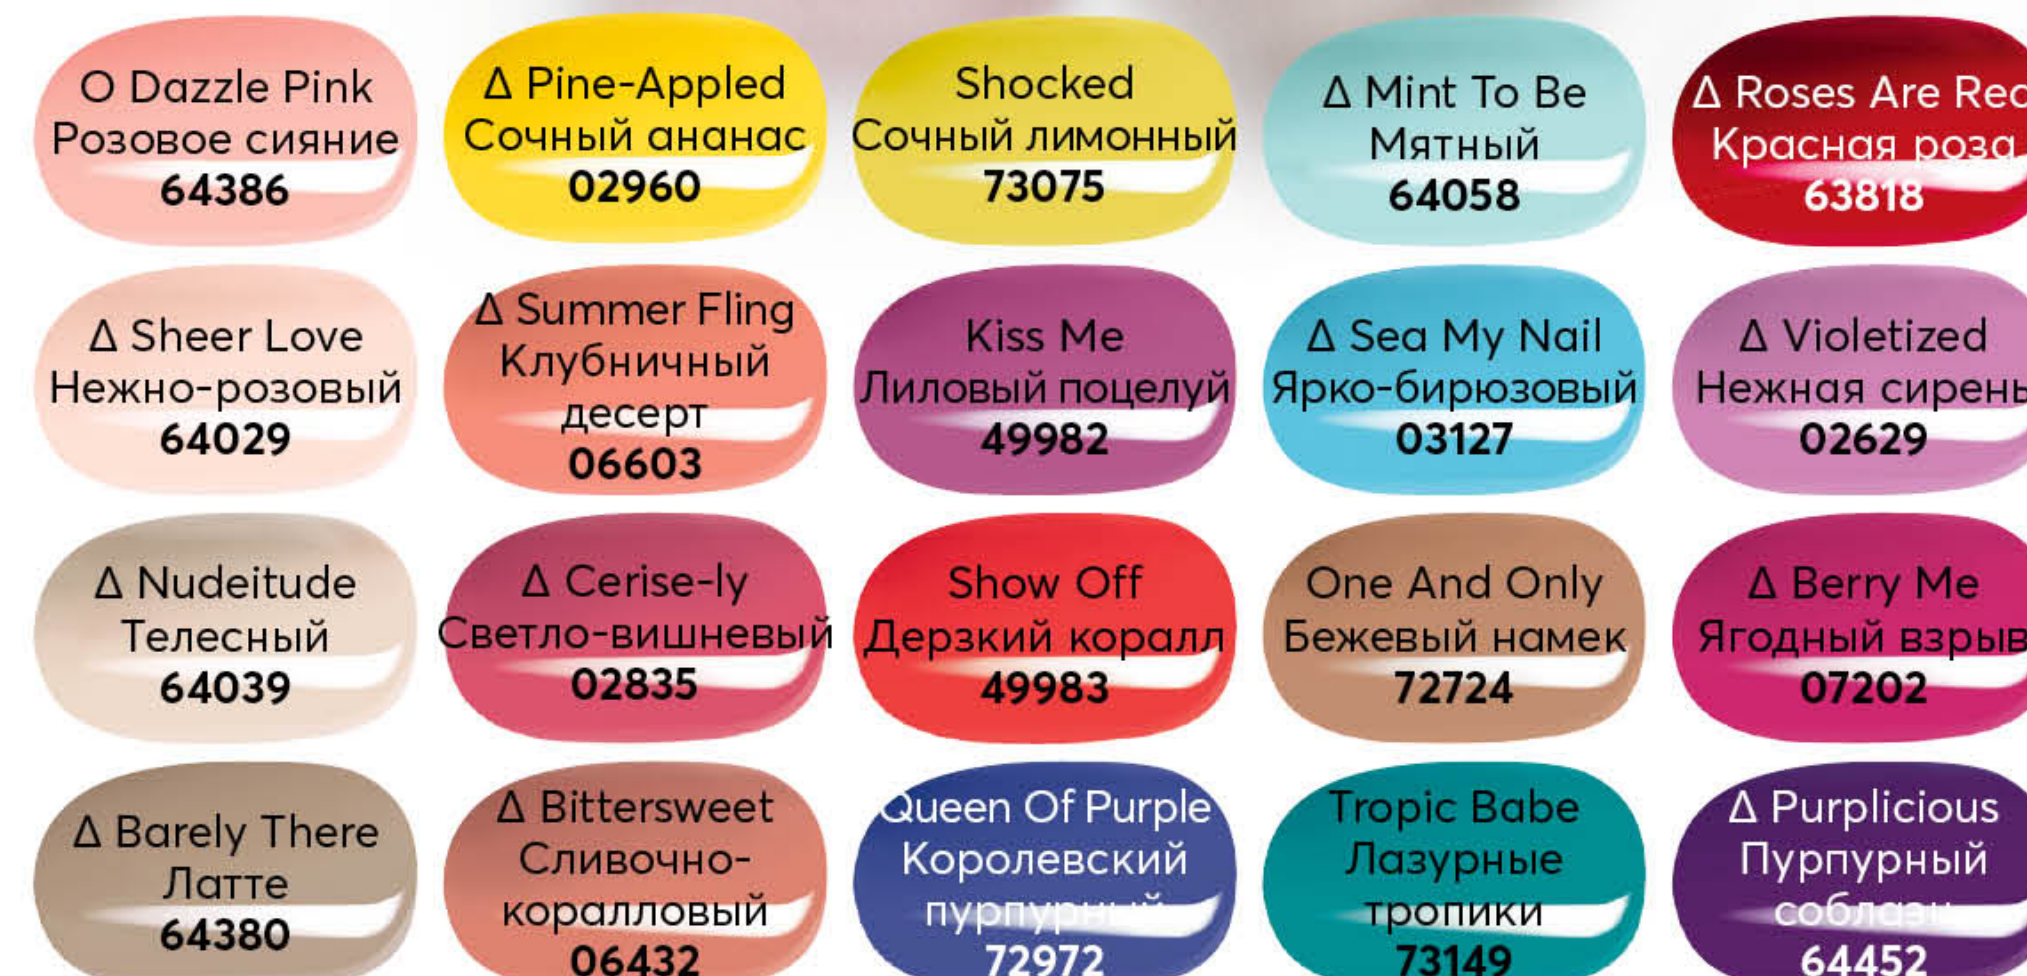 O Dazzle Pink
Розовое сияние
64386
Δ Pine-Appled
Сочный ананас
02960
Shocked
Сочный лимонный
73075
Δ Mint To Be
Мятный
64058
Δ Roses Are Red
Красная роза
63818
Δ Sheer Love
Нежно-розовый
64029
Δ Summer Fling
Клубничный
десерт
06603
Kiss Me
Лиловый поцелуй
49982
Δ Sea My Nail
Ярко-бирюзовый
03127
Δ Violetized
Нежная сирень
02629
Δ Nudeitude
Телесный
64039
Δ Cerise-ly
Светло-вишневый
02835
Show Off
Дерзкий коралл
49983
One And Only
Бежевый намек
72724
Δ Berry Me
Ягодный взрыв
07202
Δ Barely There
Латте
64380
Δ Bittersweet
Сливочно-
коралловый
06432
Queen Of Purple
Королевский
пурпурный
72972
Tropic Babe
Лазурные
тропики
73149
Δ Purplicious
Пурпурный
соблазн
64452